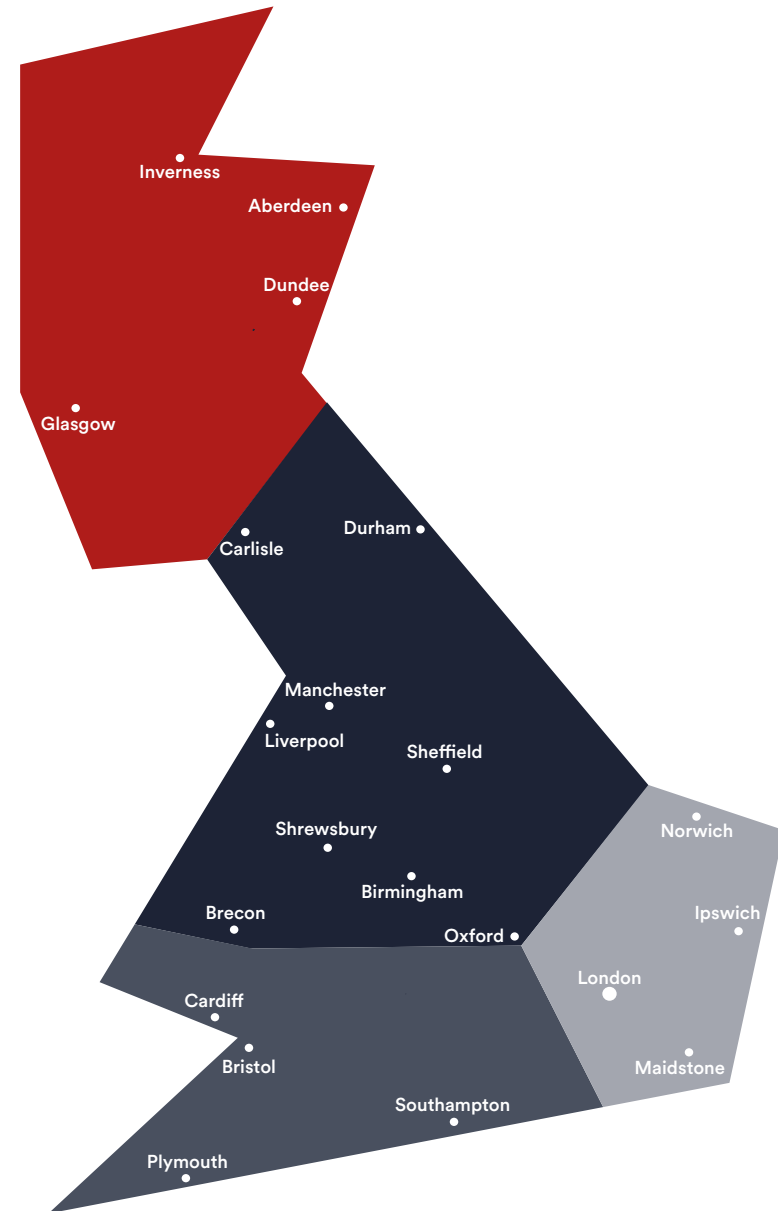 Inverness
Aberdeen
Dundee
Glasgow
Durham
Carlisle
Manchester
Liverpool
Sheffield
Shrewsbury
Norwich
Birmingham
Brecon
Ipswich
Oxford
London
Cardiff
Bristol
Maidstone
Southampton
Plymouth